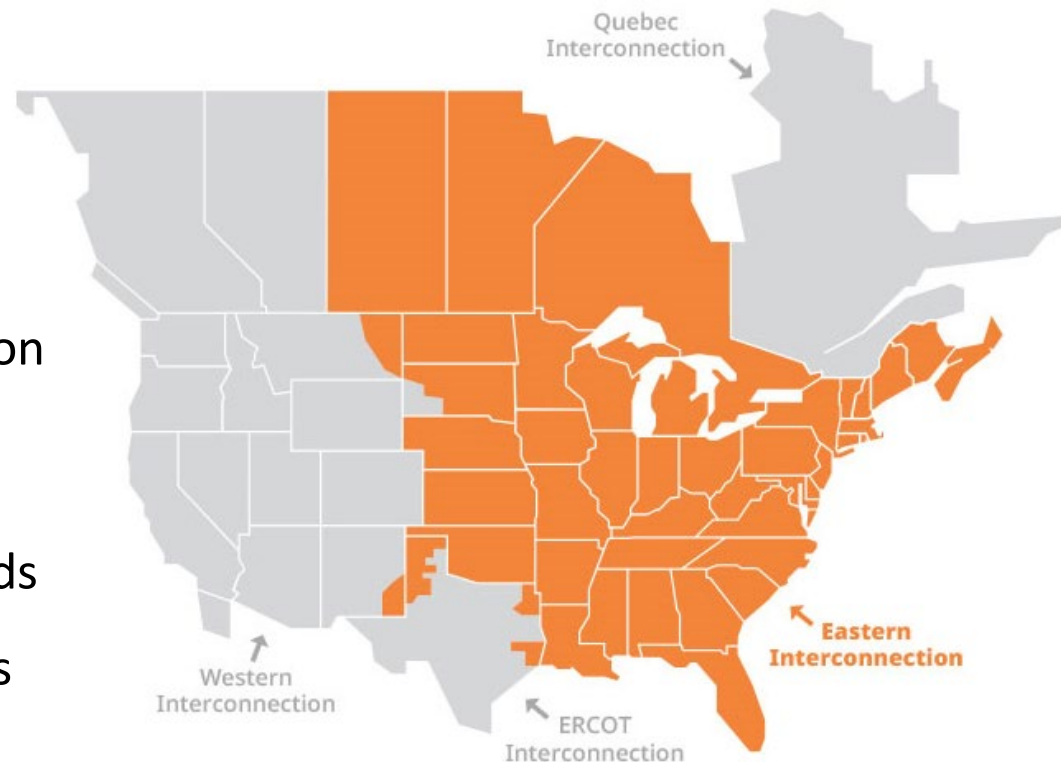 Quebec
Interconnection
on
ds
s
Western
Interconnection
ERCOT
Interconnection
Eastern
Interconnection